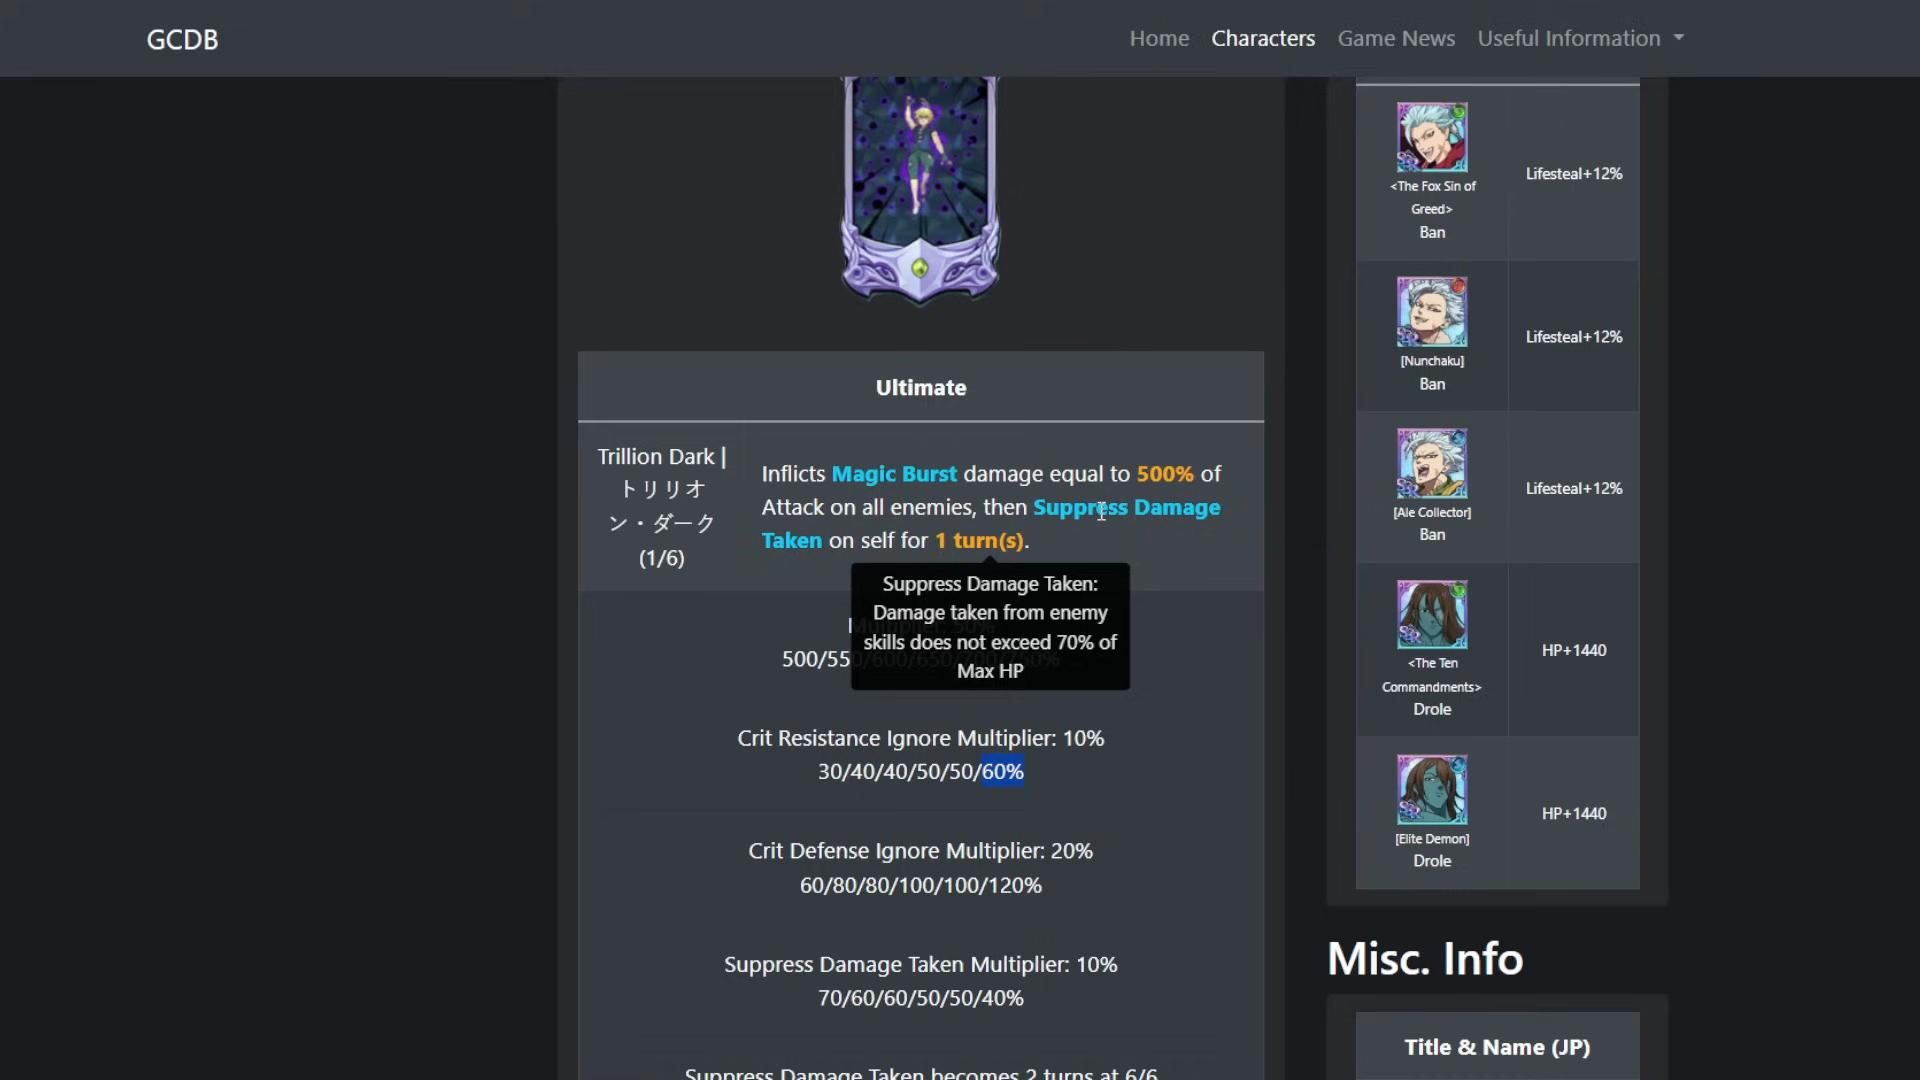 GCDB
Home
Characters
Game News
Useful Information
Ultimate
Trillion Dark |
トリリオ
ン・ダーク
(1/6)
Inflicts Magic Burst damage equal to 500% of
Attack on all enemies, then Suppress Damage
Taken on self for 1 turn(s).
Suppress Damage Taken:
Damage taken from enemy
skills does not exceed 70% of
Max HP
500/55
Crit Resistance Ignore Multiplier: 10%
30/40/40/50/50/60%
Crit Defense Ignore Multiplier: 20%
60/80/80/100/100/120%
Suppress Damage Taken Multiplier: 10%
70/60/60/50/50/40%
Suppress Damage Taken becomes 2 turns at 6/6
<The Fox Sin of
Greed>
Ban
Lifesteal+12%
[Nunchaku]
Ban
Lifesteal+12%
[Ale Collector]
Ban
Lifesteal+12%
<The Ten
Commandments>
Drole
HP+1440
[Elite Demon]
Drole
HP+1440
Misc. Info
Title & Name (JP)